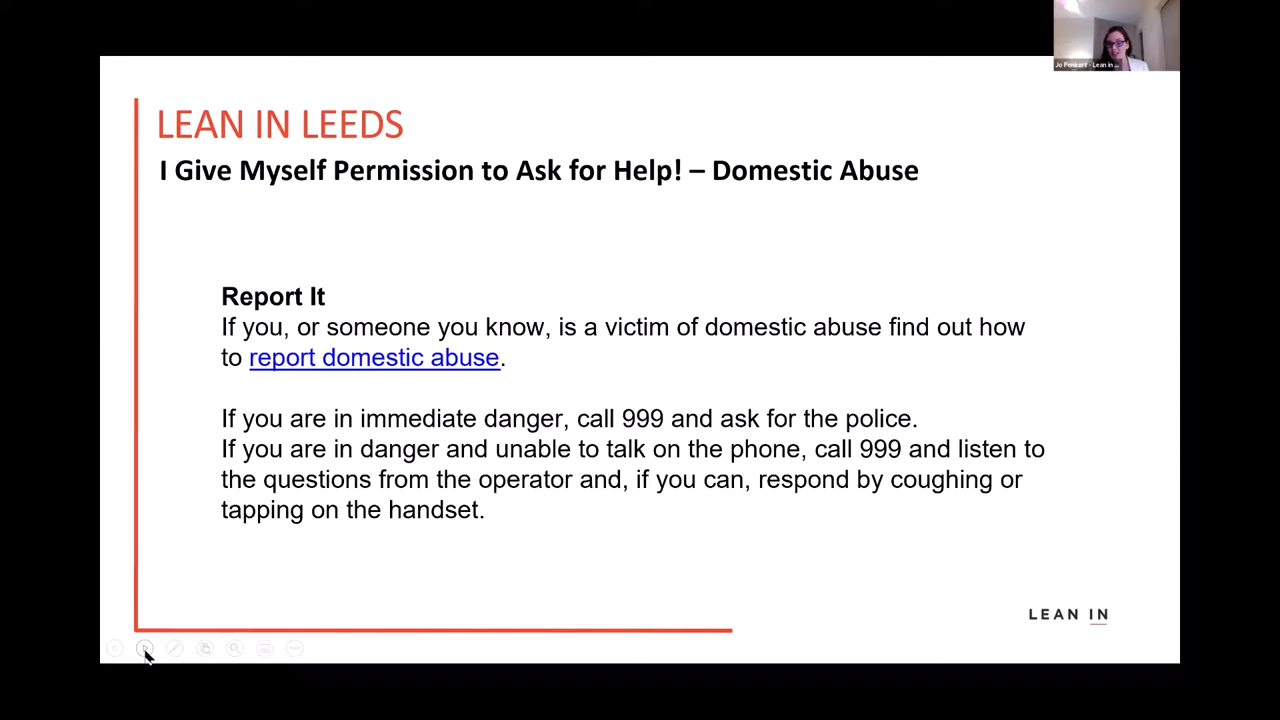 Jo Penkert - Lean in ...
LEAN IN LEEDS
I Give Myself Permission to Ask for Help! – Domestic Abuse
Report It
If you, or someone you know, is a victim of domestic abuse find out how
to report domestic abuse.
If you are in immediate danger, call 999 and ask for the police.
If you are in danger and unable to talk on the phone, call 999 and listen to
the questions from the operator and, if you can, respond by coughing or
tapping on the handset.
LEAN IN